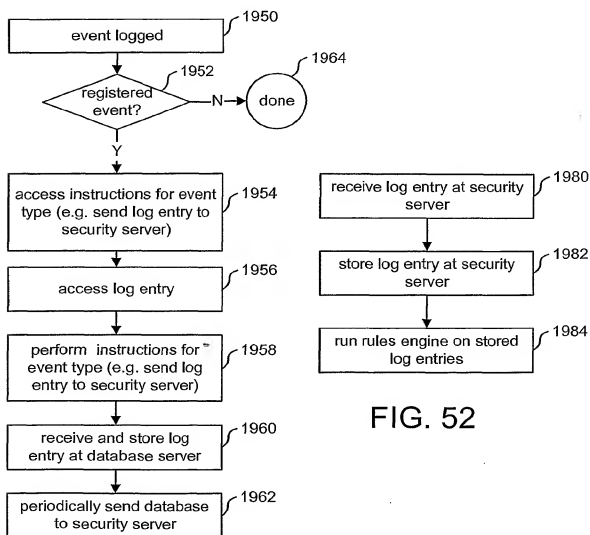 1950
event logged
1952
registered
event?
N
done
1964
Y
access instructions for event
type (e.g. send log entry to
security server)
1954
access log entry
1956
perform instructions for
event type (e.g. send log
entry to security server)
1958
receive and store log
entry at database server
1960
periodically send database
to security server
1962
receive log entry at security
server
1980
store log entry at security
server
1982
run rules engine on stored
log entries
1984
FIG. 52